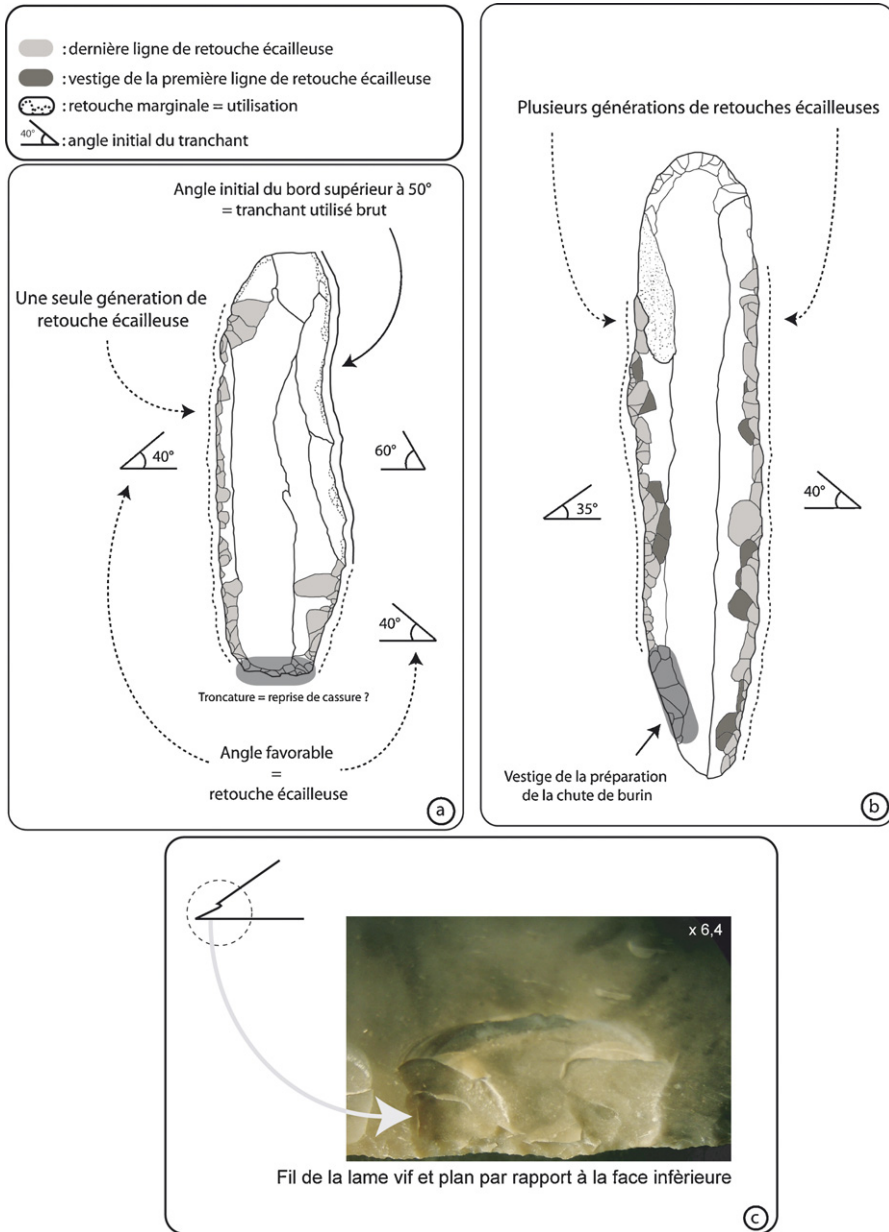 : dernière ligne de retouche écailleuse
: vestige de la première ligne de retouche écailleuse
: retouche marginale = utilisation
40°
: angle initial du tranchant
Angle initial du bord supérieur à 50°
= tranchant utilisé brut
Une seule géneration de
retouche écailleuse
40°
60°
40°
Troncature = reprise de cassure ?
Angle favorable
=
retouche écailleuse
a
Plusieurs générations de retouches écailleuses
35°
40°
Vestige de la préparation
de la chute de burin
b
x 6,4
Fil de la lame vif et plan par rapport à la face infèrieure
c